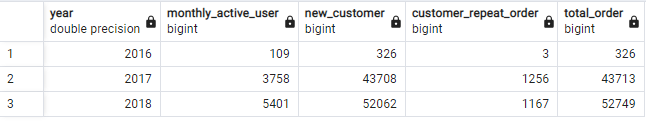 year monthly_active_user new_customer customer_repeat_order total_order
double precision bigint bigint bigint bigint
1 2016 109 326 3 326
2 2017 3758 43708 1256 43713
3 2018 5401 52062 1167 52749